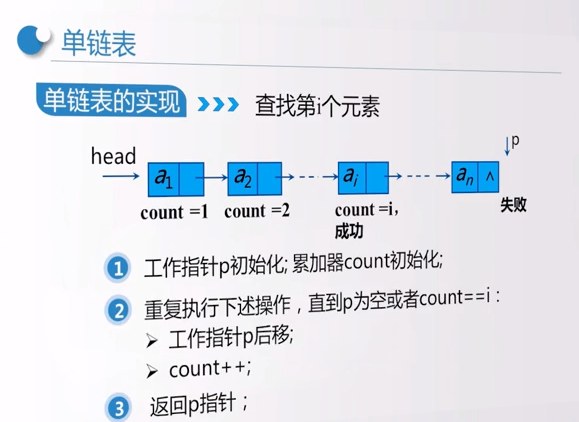 单链表
单链表的实现 查找第i个元素
p
head
a1 a2 ai an ∧
count =1 count =2 count =i, 失败
成功
1 工作指针p初始化; 累加器count初始化;
2 重复执行下述操作，直到p为空或者count==i：
➢ 工作指针p后移;
➢ count++;
3 返回p指针；